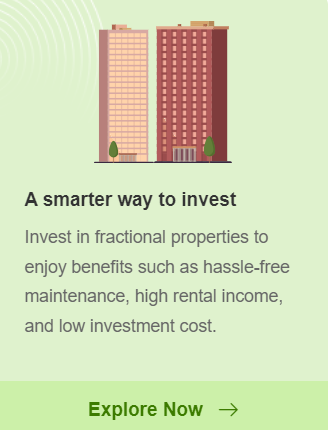 A smarter way to invest
Invest in fractional properties to
enjoy benefits such as hassle-free
maintenance, high rental income,
and low investment cost.
Explore Now →